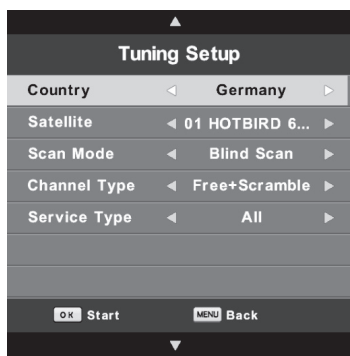 Tuning Setup
Country Germany
Satellite 01 HOTBIRD 6...
Scan Mode Blind Scan
Channel Type Free+Scramble
Service Type All
OK Start MENU Back